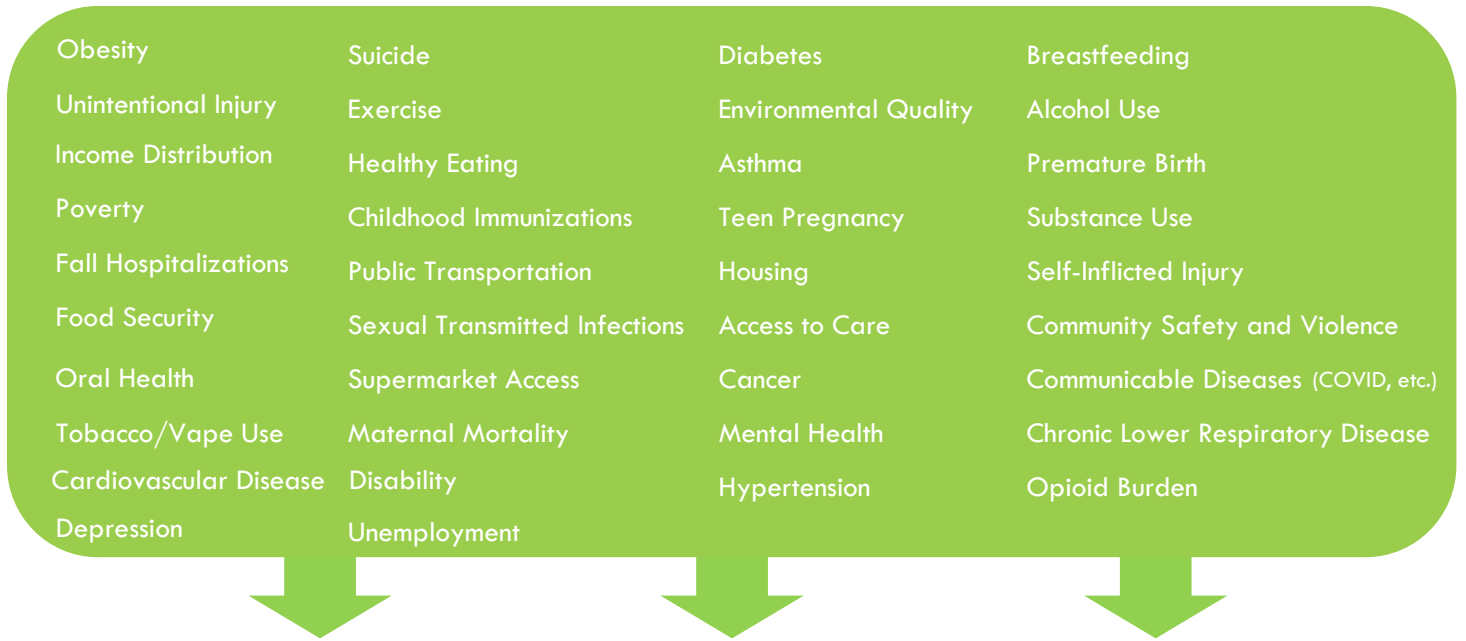 Obesity
Unintentional Injury
Income Distribution
Poverty
Fall Hospitalizations
Food Security
Oral Health
Tobacco/Vape Use
Cardiovascular Disease
Depression
Suicide
Exercise
Healthy Eating
Childhood Immunizations
Public Transportation
Sexual Transmitted Infections
Supermarket Access
Maternal Mortality
Disability
Unemployment
Diabetes
Environmental Quality
Asthma
Teen Pregnancy
Housing
Access to Care
Cancer
Mental Health
Hypertension
Breastfeeding
Alcohol Use
Premature Birth
Substance Use
Self-Inflicted Injury
Community Safety and Violence
Communicable Diseases (COVID, etc.)
Chronic Lower Respiratory Disease
Opioid Burden